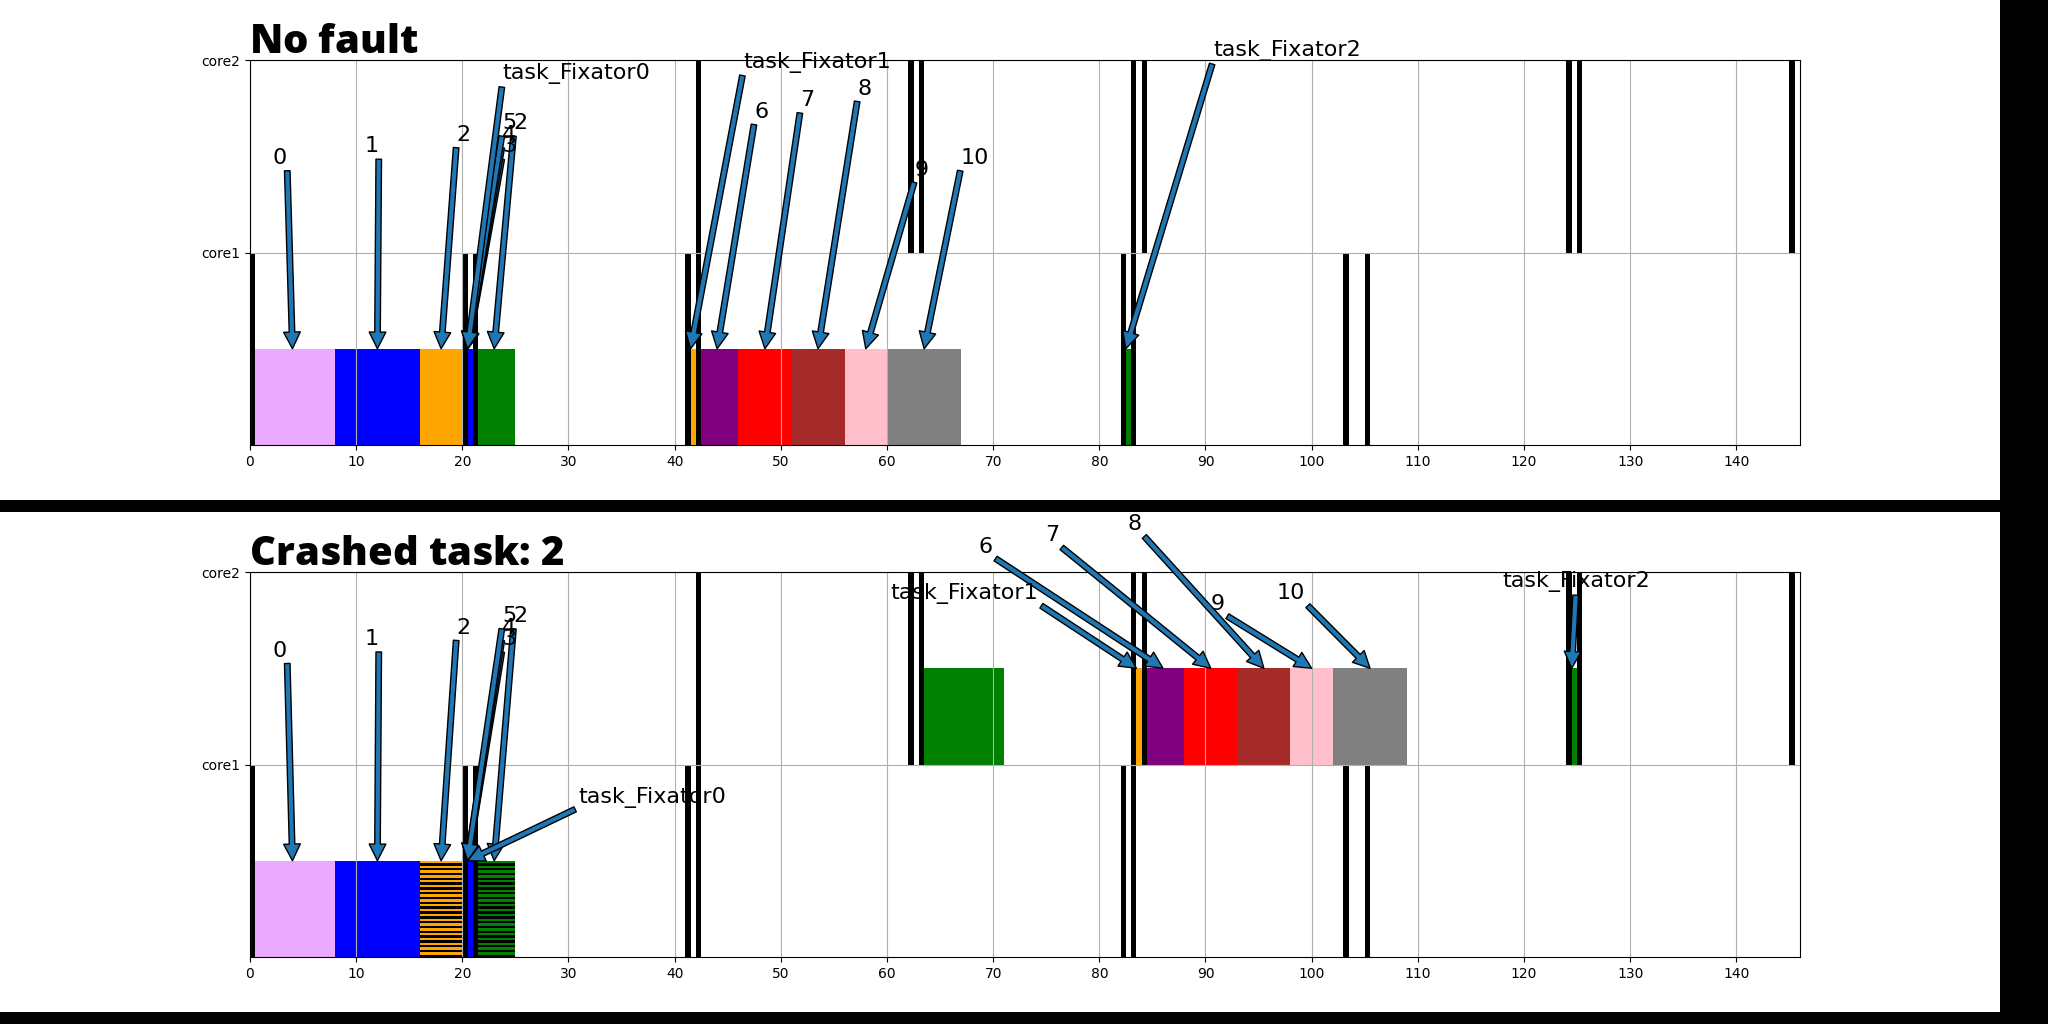 No fault
core2
core1
task_Fixator0
task_Fixator1
task_Fixator2
0
1
2
52
4
3
6
7
8
9
10
0 10 20 30 40 50 60 70 80 90 100 110 120 130 140
Crashed task: 2
core2
core1
6
7
8
task_Fixator1
9
10
task_Fixator2
0
1
2
52
4
3
task_Fixator0
0 10 20 30 40 50 60 70 80 90 100 110 120 130 140